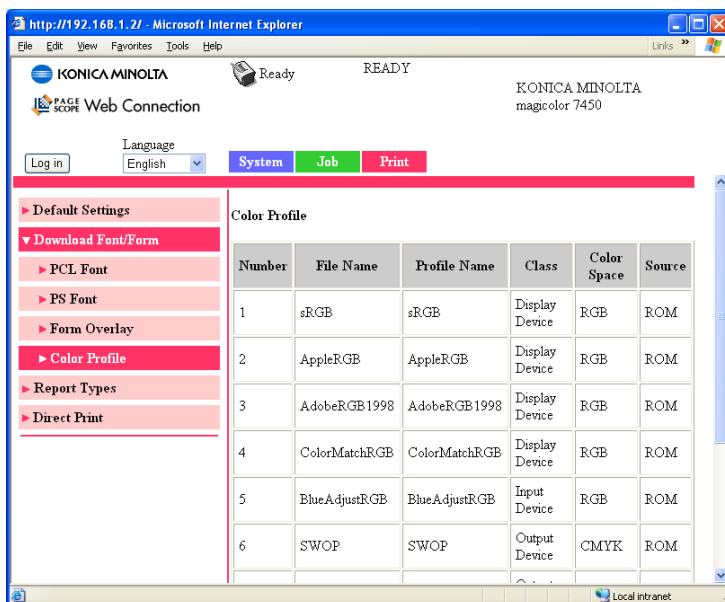 http://192.168.1.2/ - Microsoft Internet Explorer
File Edit View Favorites Tools Help Links »
KONICA MINOLTA
Ready
READY
KONICA MINOLTA
magicolor 7450
PAGE SCOPE Web Connection
Language
Log in
English
System Job Print
Default Settings
Download Font/Form
PCL Font
PS Font
Form Overlay
Color Profile
Report Types
Direct Print
Color Profile
Number File Name Profile Name Class Color Space Source
1 sRGB sRGB Display Device RGB ROM
2 AppleRGB AppleRGB Display Device RGB ROM
3 AdobeRGB1998 AdobeRGB1998 Display Device RGB ROM
4 ColorMatchRGB ColorMatchRGB Display Device RGB ROM
5 BlueAdjustRGB BlueAdjustRGB Input Device RGB ROM
6 SWOP SWOP Output Device CMYK ROM
Local intranet